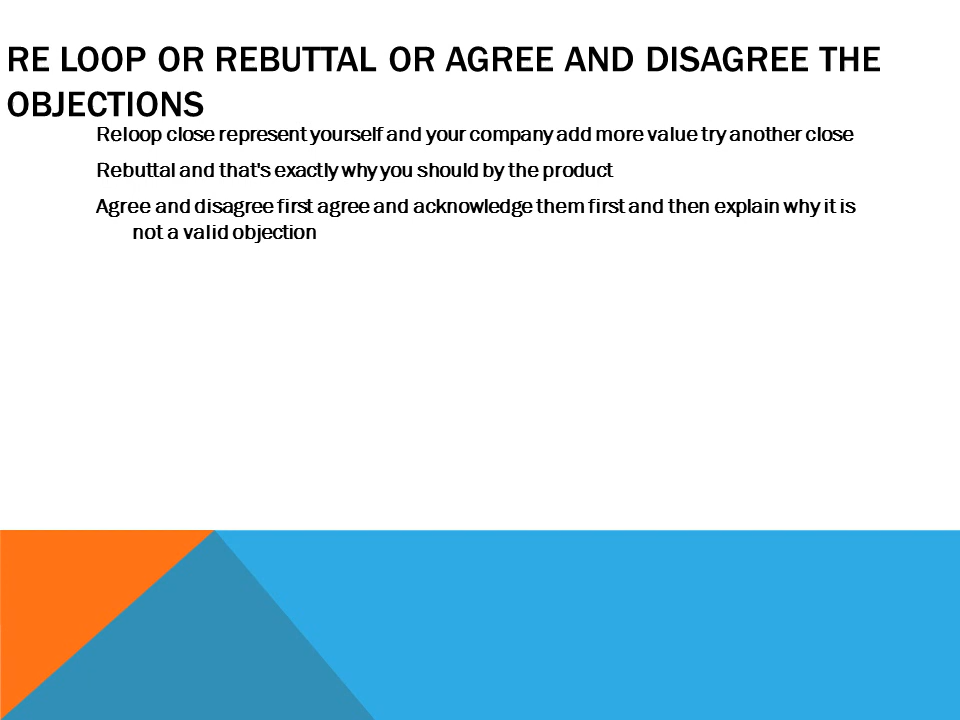 RE LOOP OR REBUTTAL OR AGREE AND DISAGREE THE
OBJECTIONS
Reloop close represent yourself and your company add more value try another close
Rebuttal and that's exactly why you should by the product
Agree and disagree first agree and acknowledge them first and then explain why it is
not a valid objection